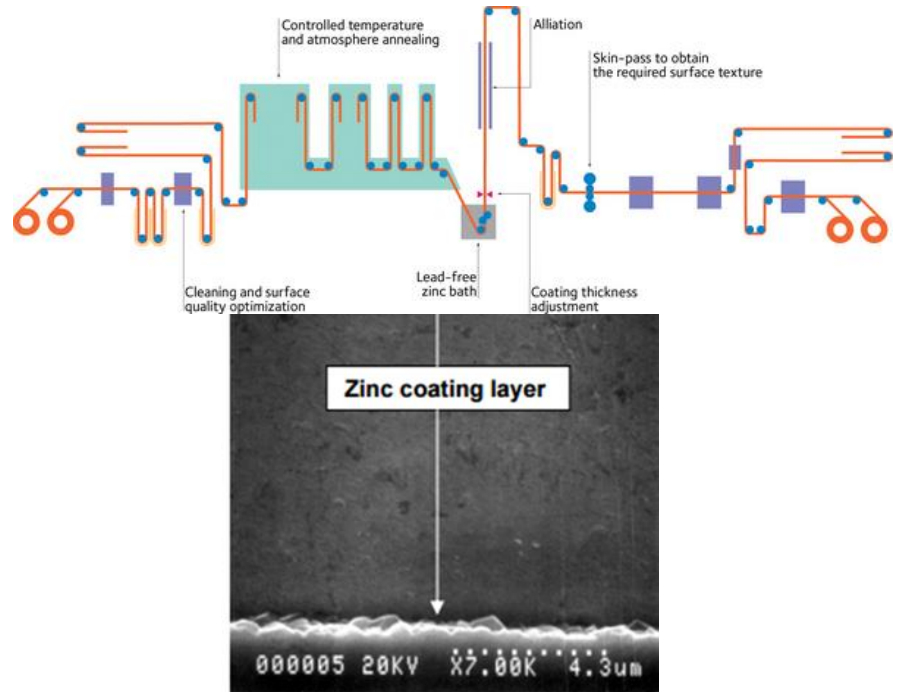 Controlled temperature
and atmosphere annealing
Alliation
Skin-pass to obtain
the required surface texture
Cleaning and surface
quality optimization
Lead-free
zinc bath
Coating thickness
adjustment
Zinc coating layer
000005 20KV X7.00K 4.3um